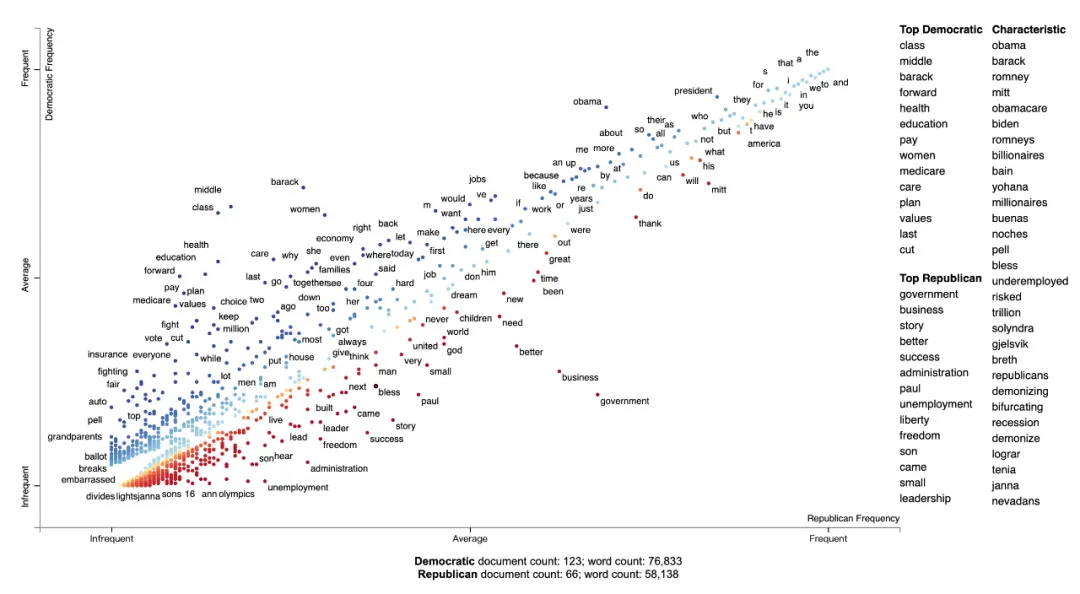 Top Democratic
class
middle
barack
forward
health
education
pay
women
medicare
care
plan
values
last
cut
Top Republican
government
business
story
better
success
administration
paul
unemployment
liberty
freedom
son
came
small
leadership
Characteristic
obama
barack
romney
mitt
obamacare
biden
romneys
billionaires
bain
yohana
millionaires
buenas
noches
pell
bless
underemployed
risked
trillion
solyndra
gjelsvik
breth
republicans
demonizing
bifurcating
recession
demonize
lograr
tenia
janna
nevadans
Democratic Frequency
Frequent
Average
Infrequent
the
that a
s
for i
to and
we
in
president
they
it you
he is
obama
their as
who
t have
so all
but
about
not
america
me more
what
us
his
an up
at
because
by
can will
mitt
like
re
do
jobs
years
barack
would ve
if
work or just
middle
m
want
thank
class
women
back
here every
were
right
let
make
economy
get there
out
health
she
where today
first
great
care why
even
education
families
said
don him
time
forward
job
last
go
together see
four
hard
been
pay plan
down
dream
new
medicare values
choice two
her
ago
too
keep
never
children
need
fight
million
got
world
vote cut
most
always
united
god
better
insurance everyone
while
give think
put
house
very
fighting
man
small
business
lot
men am
next
fair
bless
paul
government
auto
built
came
pell
top
live
story
leader
grandparents
lead
success
freedom
ballot
son hear
breaks
administration
embarrassed
unemployment
divides lights janna sons 16 ann olympics
Republican Frequency
Infrequent
Average
Frequent
Democratic document count: 123; word count: 76,833
Republican document count: 66; word count: 58,138